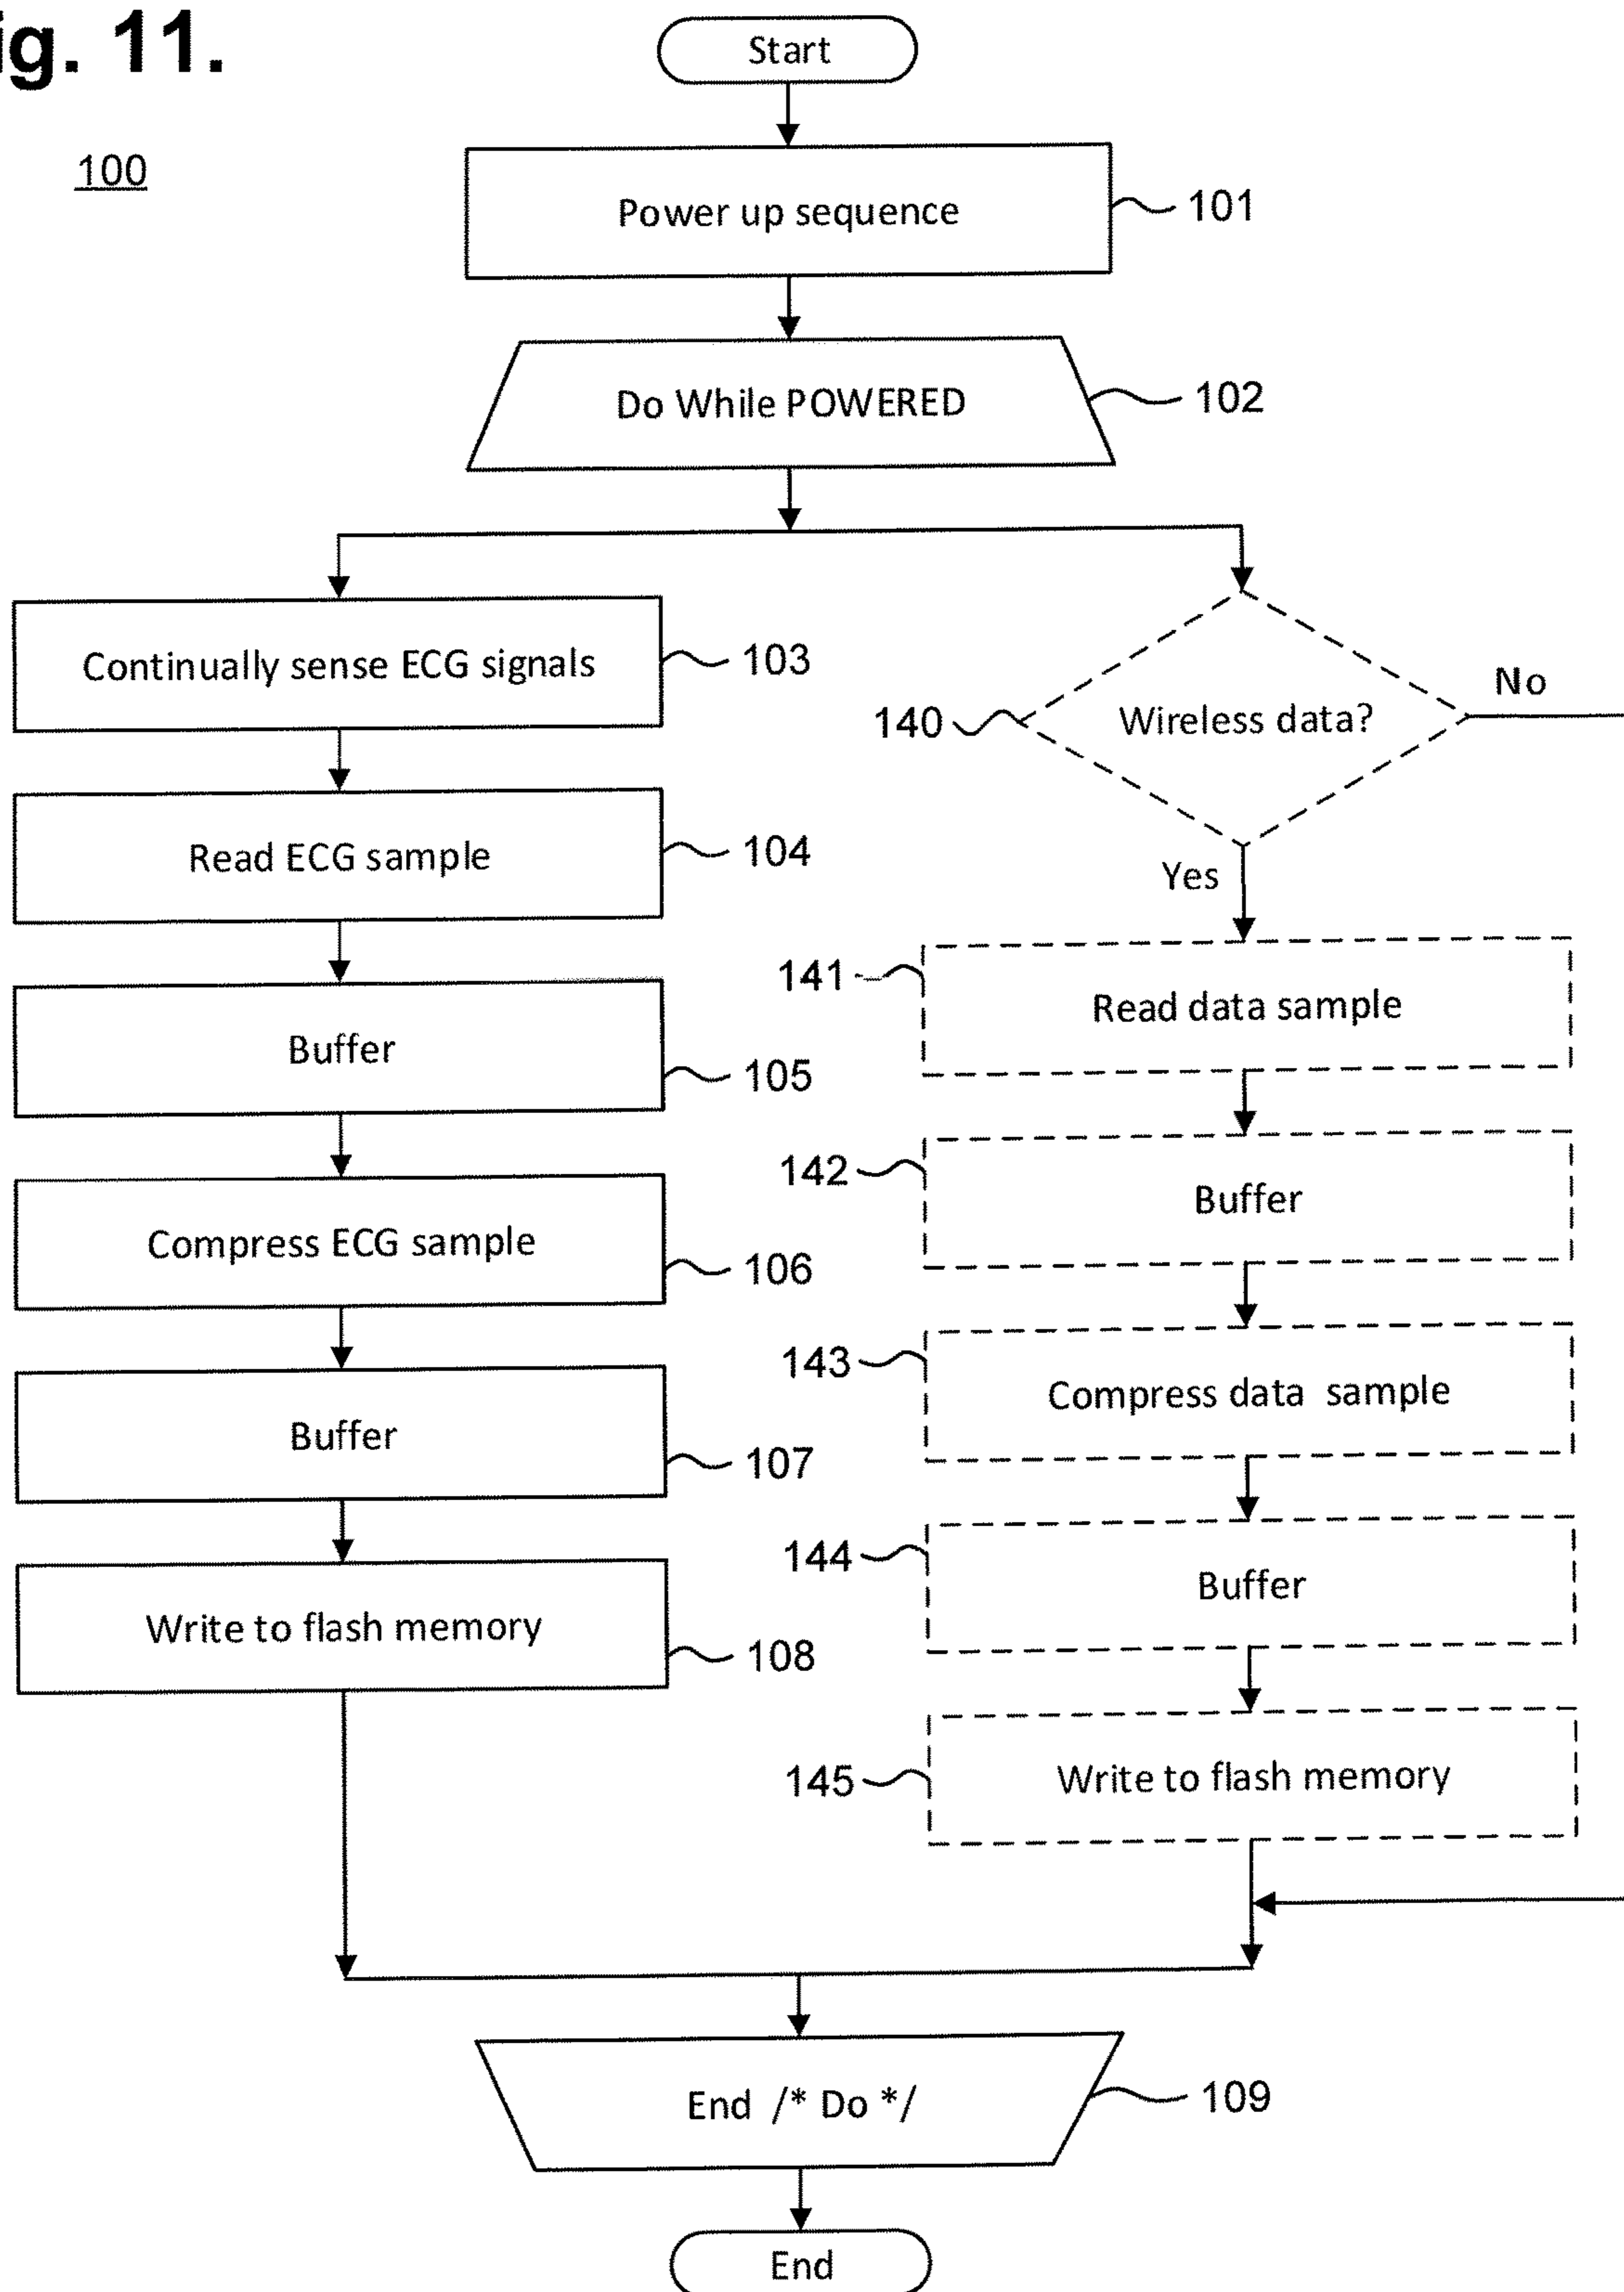 ig. 11.
100
Start
Power up sequence
101
Do While POWERED
102
Continually sense ECG signals
103
Read ECG sample
104
Buffer
105
Compress ECG sample
106
Buffer
107
Write to flash memory
108
140
Wireless data?
No
Yes
141
Read data sample
142
Buffer
143
Compress data sample
144
Buffer
145
Write to flash memory
End /* Do */
109
End